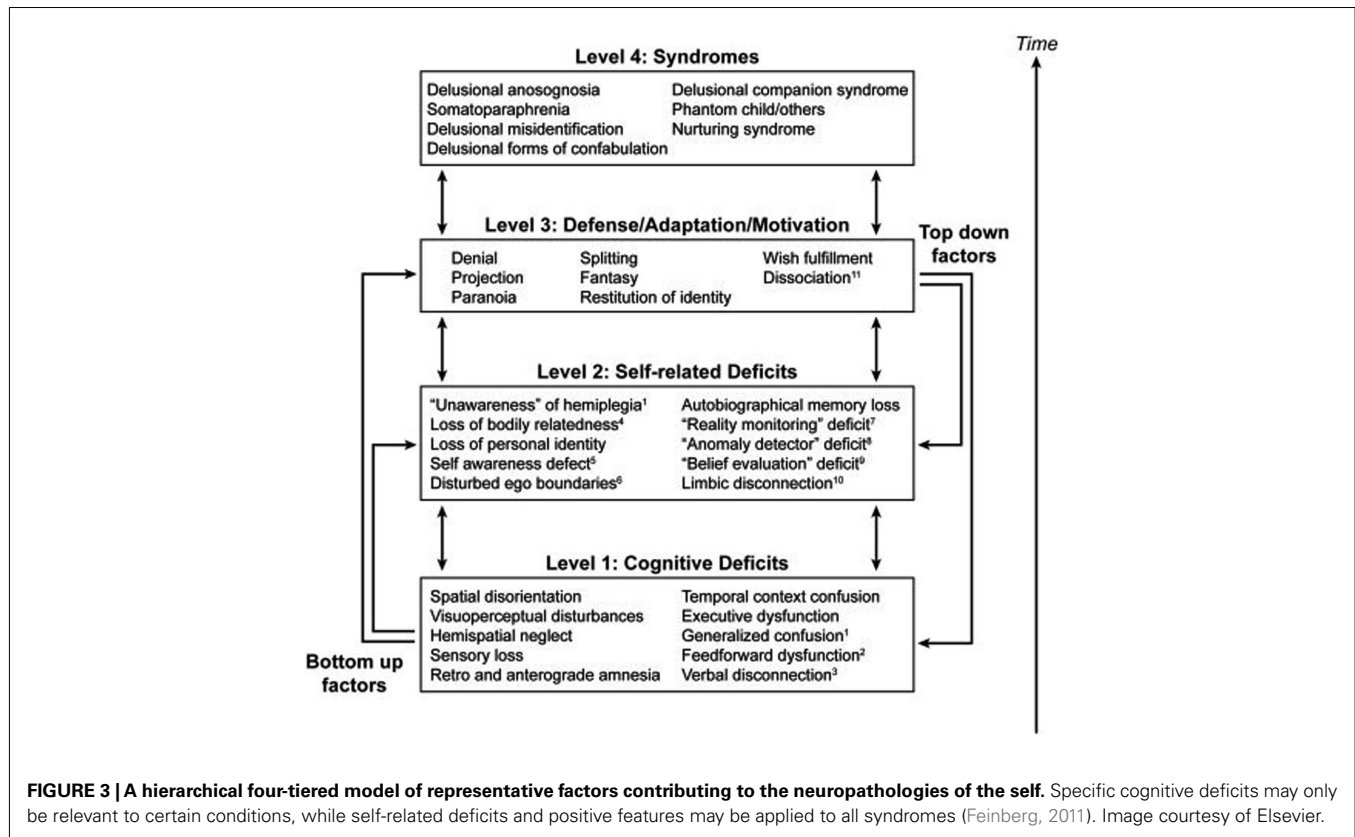 Time
Level 4: Syndromes
Delusional anosognosia
Somatoparaphrenia
Delusional misidentification
Delusional forms of confabulation
Delusional companion syndrome
Phantom child/others
Nurturing syndrome
Level 3: Defense/Adaptation/Motivation
Top down
factors
Denial
Projection
Paranoia
Splitting
Fantasy
Restitution of identity
Wish fulfillment
Dissociation¹¹
Level 2: Self-related Deficits
"Unawareness" of hemiplegia¹
Loss of bodily relatedness⁴
Loss of personal identity
Self awareness defect⁵
Disturbed ego boundaries⁶
Autobiographical memory loss
"Reality monitoring" deficit⁷
"Anomaly detector" deficit⁸
"Belief evaluation" deficit⁹
Limbic disconnection¹⁰
Level 1: Cognitive Deficits
Spatial disorientation
Visuoperceptual disturbances
Hemispatial neglect
Sensory loss
Retro and anterograde amnesia
Temporal context confusion
Executive dysfunction
Generalized confusion¹
Feedforward dysfunction²
Verbal disconnection³
Bottom up
factors
FIGURE 3 | A hierarchical four-tiered model of representative factors contributing to the neuropathologies of the self. Specific cognitive deficits may only
be relevant to certain conditions, while self-related deficits and positive features may be applied to all syndromes (Feinberg, 2011). Image courtesy of Elsevier.